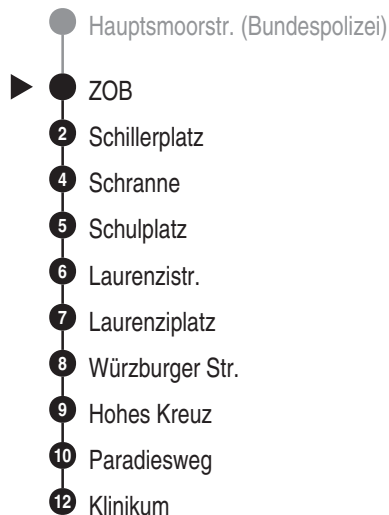 Hauptsmoorstr. (Bundespolizei)
ZOB
2 Schillerplatz
4 Schranne
5 Schulplatz
6 Laurenzistr.
7 Laurenziplatz
8 Würzburger Str.
9 Hohes Kreuz
10 Paradiesweg
12 Klinikum